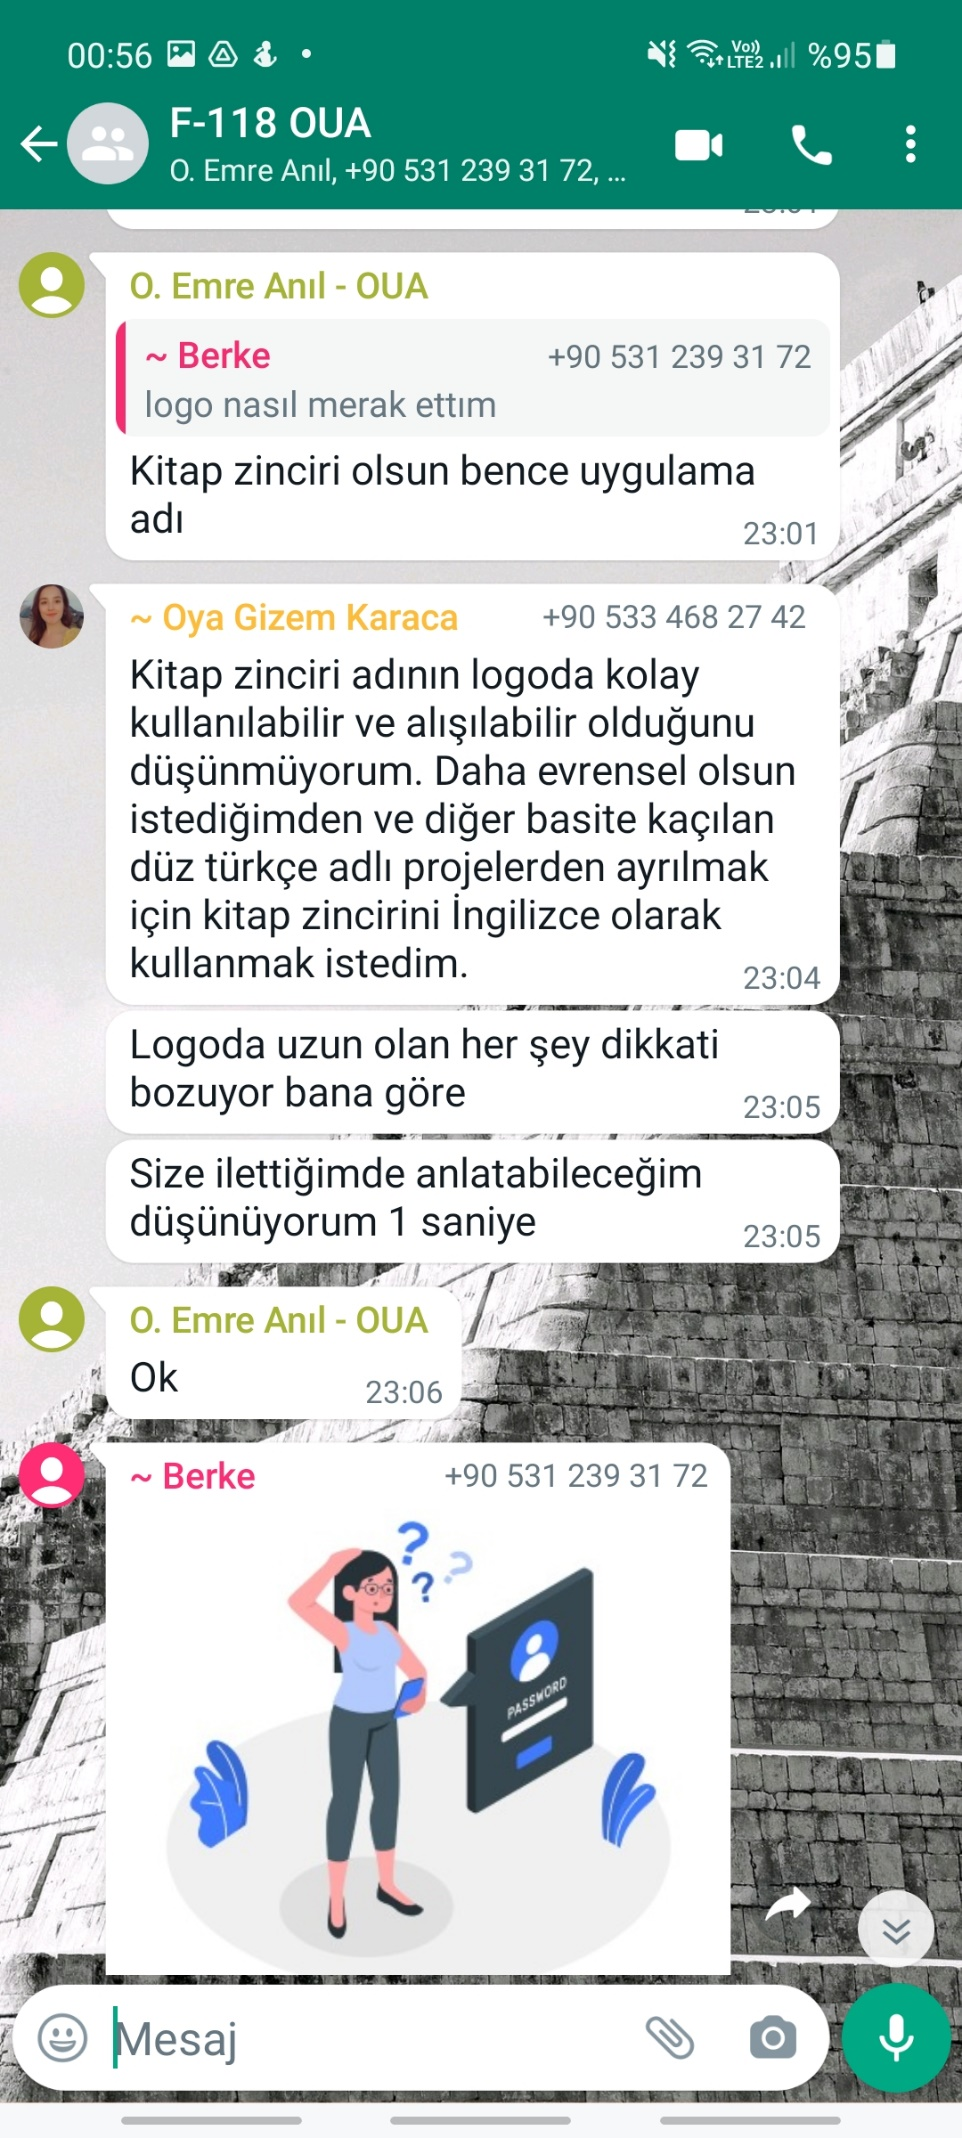 00:56
Vo)) LTE2 %95
F-118 OUA
O. Emre Anıl, +90 531 239 31 72, ...
O. Emre Anıl - OUA
~ Berke +90 531 239 31 72
logo nasıl merak ettım
Kitap zinciri olsun bence uygulama
adı
23:01
~ Oya Gizem Karaca +90 533 468 27 42
Kitap zinciri adının logoda kolay
kullanılabilir ve alışılabilir olduğunu
düşünmüyorum. Daha evrensel olsun
istediğimden ve diğer basite kaçılan
düz türkçe adlı projelerden ayrılmak
için kitap zincirini İngilizce olarak
kullanmak istedim.
23:04
Logoda uzun olan her şey dikkati
bozuyor bana göre
23:05
Size ilettiğimde anlatabileceğim
düşünüyorum 1 saniye
23:05
O. Emre Anıl - OUA
Ok
23:06
~ Berke +90 531 239 31 72
? ? ?
PASSWORD
Mesaj